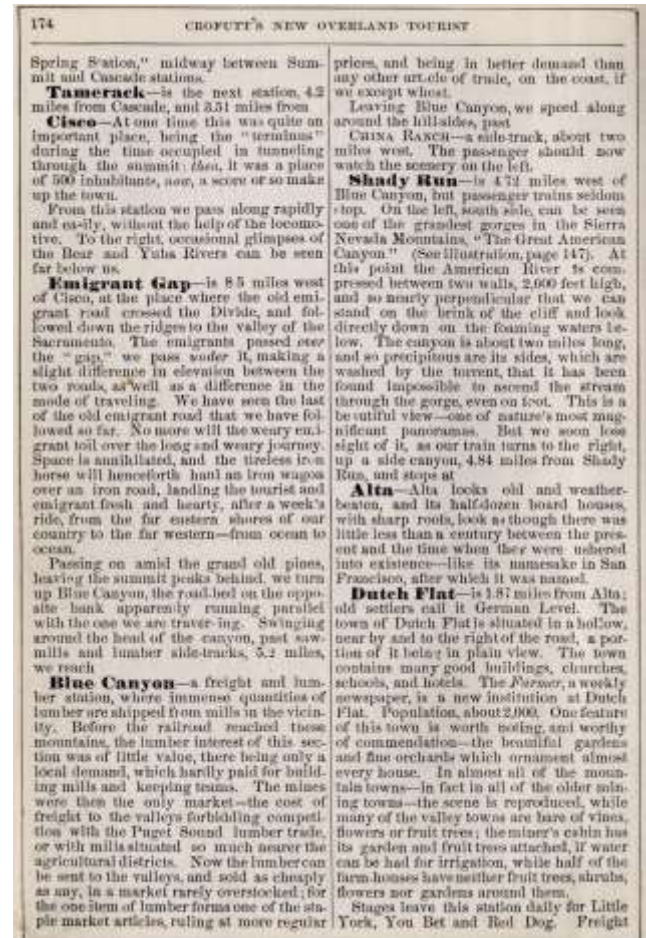 174
CROFUTT'S NEW OVERLAND TOURIST
Spring Station," midway between Sum-
mit and Cascade stations.
Tamerack—is the next station, 4.2
miles from Cascade, and 3.51 miles from
Cisco—At one time this was quite an
important place, being the "terminus"
during the time occupied in tunneling
through the summit; then, it was a place
of 500 inhabitants, now, a score or so make
up the town.
From this station we pass along rapidly
and easily, without the help of the locomo-
tive. To the right, occasional glimpses of
the Bear and Yuba Rivers can be seen
far below us.
Emigrant Gap—is 8.5 miles west
of Cisco, at the place where the old emi-
grant road crossed the Divide, and fol-
lowed down the ridges to the valley of the
Sacramento. The emigrants passed over
the "gap," we pass under it, making a
slight difference in elevation between the
two roads, as well as a difference in the
mode of traveling. We have seen the last
of the old emigrant road that we have fol-
lowed so far. No more will the weary emi-
grant toil over the long and weary journey.
Space is annihilated, and the tireless iron
horse will henceforth haul an iron wagon
over an iron road, landing the tourist and
emigrant fresh and hearty, after a week's
ride, from the far eastern shores of our
country to the far western—from ocean to
ocean.
Passing on amid the grand old pines,
leaving the summit peaks behind, we turn
up Blue Canyon, the road-bed on the oppo-
site bank apparently running parallel
with the one we are traversing. Swinging
around the head of the canyon, past saw-
mills and lumber side-tracks, 5.2 miles,
we reach
Blue Canyon—a freight and lum-
ber station, where immense quantities of
lumber are shipped from mills in the vicin-
ity. Before the railroad reached these
mountains, the lumber interest of this sec-
tion was of little value, there being only a
local demand, which hardly paid for build-
ing mills and keeping teams. The mines
were then the only market—the cost of
freight to the valleys forbidding competi-
tion with the Puget Sound lumber trade,
or with mills situated so much nearer the
agricultural districts. Now the lumber can
be sent to the valleys, and sold as cheaply
as any, in a market rarely overstocked; for
the one item of lumber forms one of the sta-
ple market articles, ruling at more regular
prices, and being in better demand than
any other article of trade, on the coast, if
we except wheat.
Leaving Blue Canyon, we speed along
around the hill-sides, past
CHINA RANCH—a side-track, about two
miles west. The passenger should now
watch the scenery on the left.
Shady Run—is 4.72 miles west of
Blue Canyon, but passenger trains seldom
stop. On the left, south side, can be seen
one of the grandest gorges in the Sierra
Nevada Mountains, "The Great American
Canyon." (See illustration, page 147). At
this point the American River is com-
pressed between two walls, 2,000 feet high,
and so nearly perpendicular that we can
stand on the brink of the cliff and look
directly down on the foaming waters be-
low. The canyon is about two miles long,
and so precipitous are its sides, which are
washed by the torrent, that it has been
found impossible to ascend the stream
through the gorge, even on foot. This is a
beautiful view—one of nature's most mag-
nificent panoramas. But we soon lose
sight of it, as our train turns to the right,
up a side canyon, 4.84 miles from Shady
Run, and stops at
Alta—Alta looks old and weather-
beaten, and its half-dozen board houses,
with sharp roofs, look as though there was
little less than a century between the pres-
ent and the time when they were ushered
into existence—like its namesake in San
Francisco, after which it was named.
Dutch Flat—is 1.87 miles from Alta;
old settlers call it German Level. The
town of Dutch Flat is situated in a hollow,
near by and to the right of the road, a por-
tion of it being in plain view. The town
contains many good buildings, churches,
schools, and hotels. The Forum, a weekly
newspaper, is a new institution at Dutch
Flat. Population, about 2,000. One feature
of this town is worth noting, and worthy
of commendation—the beautiful gardens
and fine orchards which ornament almost
every house. In almost all of the moun-
tain towns—in fact in all of the older min-
ing towns—the scene is reproduced, while
many of the valley towns are bare of vines,
flowers or fruit trees; the miner's cabin has
its garden and fruit trees attached, if water
can be had for irrigation, while half of the
farm-houses have neither fruit trees, shrubs,
flowers nor gardens around them.
Stages leave this station daily for Little
York, You Bet and Red Dog. Freight